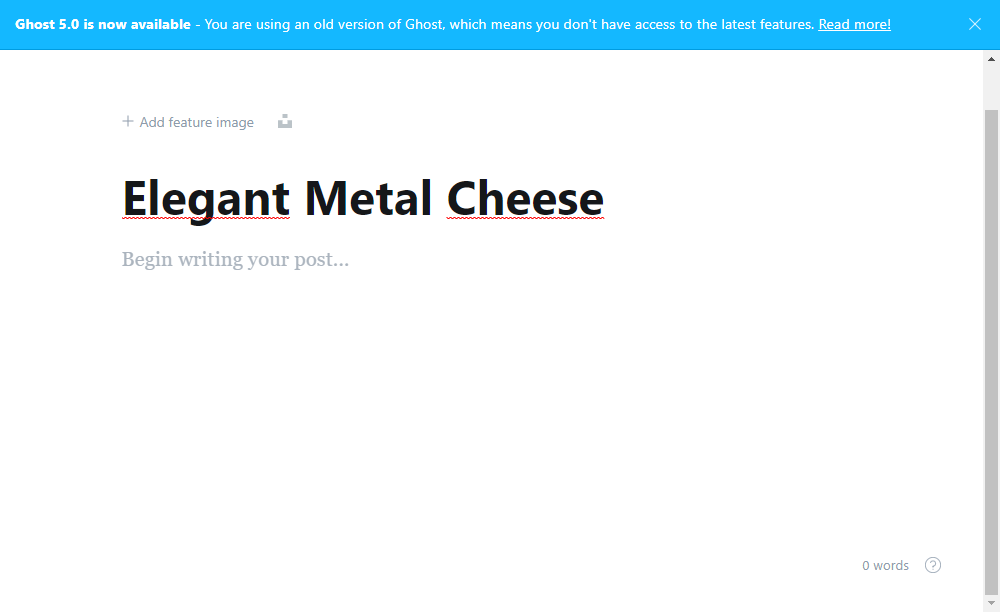 Ghost 5.0 is now available - You are using an old version of Ghost, which means you don't have access to the latest features. Read more!
Add feature image
Elegant Metal Cheese
Begin writing your post...
0 words
?